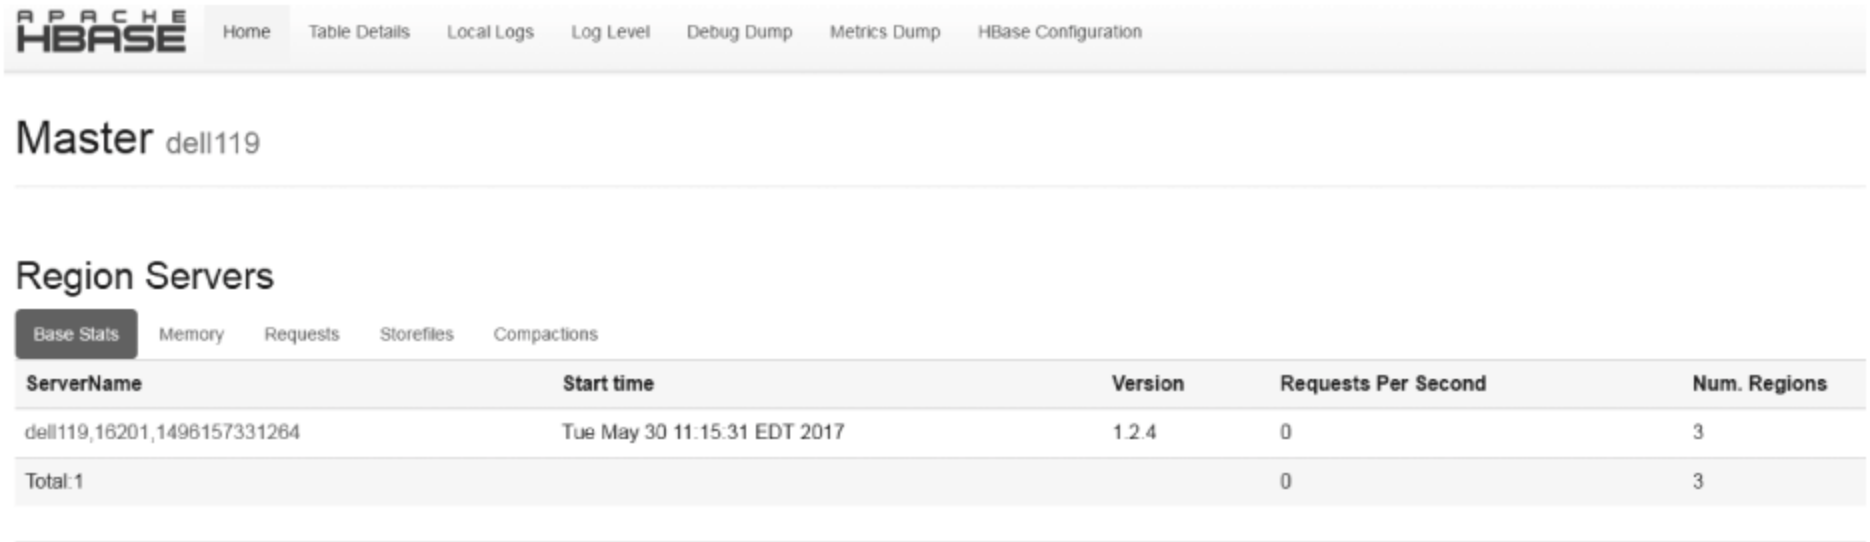 APACHE
HBASE Home Table Details Local Logs Log Level Debug Dump Metrics Dump HBase Configuration
Master dell119
Region Servers
Base Stats Memory Requests Storefiles Compactions
ServerName Start time Version Requests Per Second Num. Regions
dell119,16201,1496157331264 Tue May 30 11:15:31 EDT 2017 1.2.4 0 3
Total:1 0 3